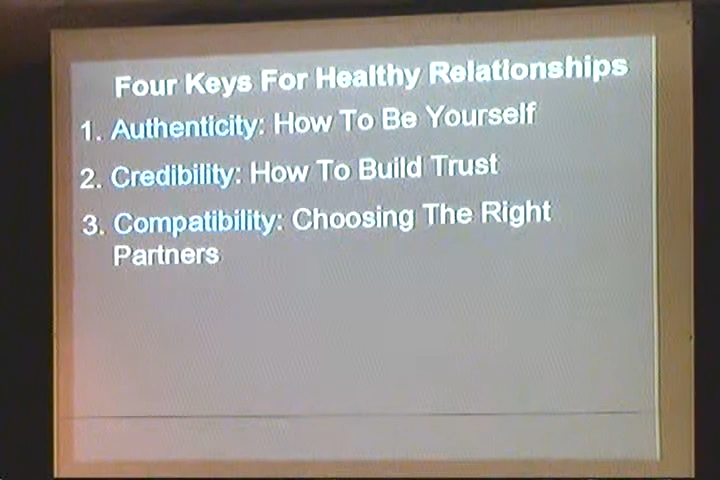 Four Keys For Healthy Relationships
1. Authenticity: How To Be Yourself
2. Credibility: How To Build Trust
3. Compatibility: Choosing The Right
Partners